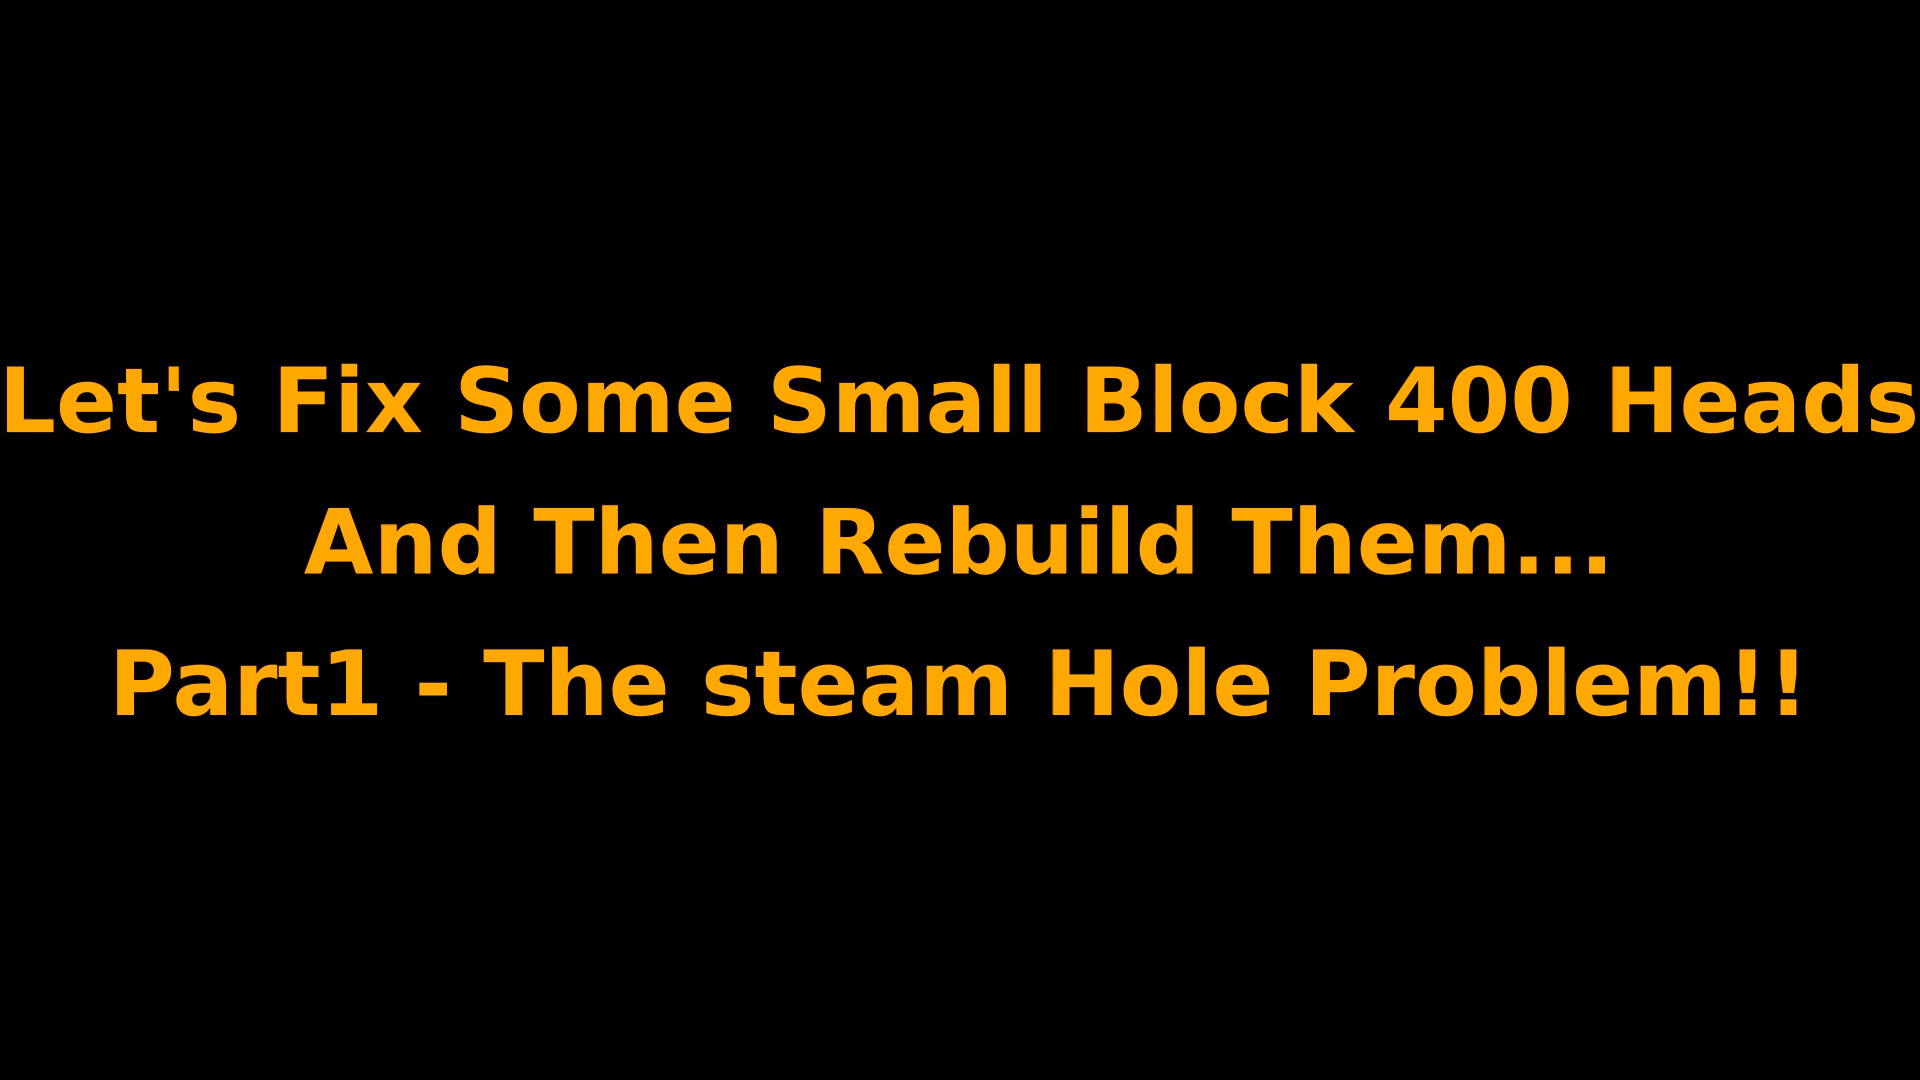 Let's Fix Some Small Block 400 Heads
And Then Rebuild Them...
Part1 - The steam Hole Problem!!